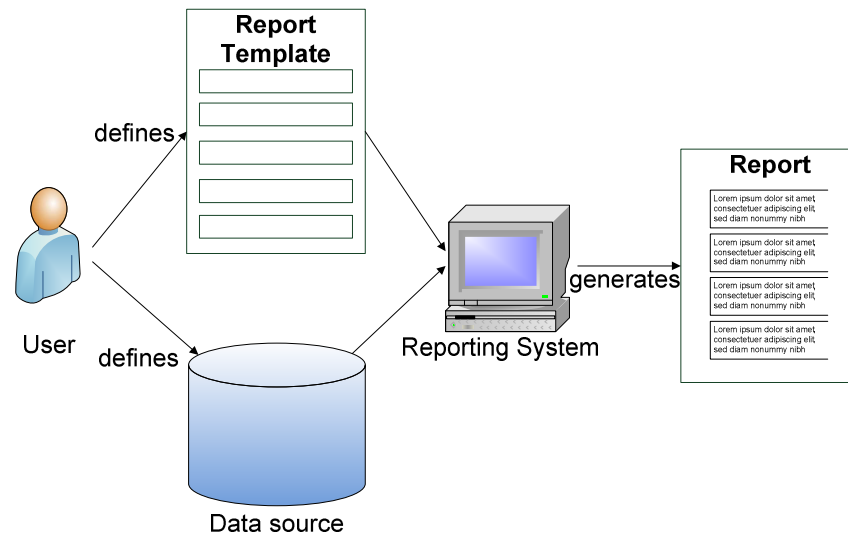 Report
Template
defines
User
defines
Data source
Reporting System
generates
Report
Lorem ipsum dolor sit amet,
consectetuer adipiscing elit,
sed diam nonummy nibh
Lorem ipsum dolor sit amet,
consectetuer adipiscing elit,
sed diam nonummy nibh
Lorem ipsum dolor sit amet,
consectetuer adipiscing elit,
sed diam nonummy nibh
Lorem ipsum dolor sit amet,
consectetuer adipiscing elit,
sed diam nonummy nibh